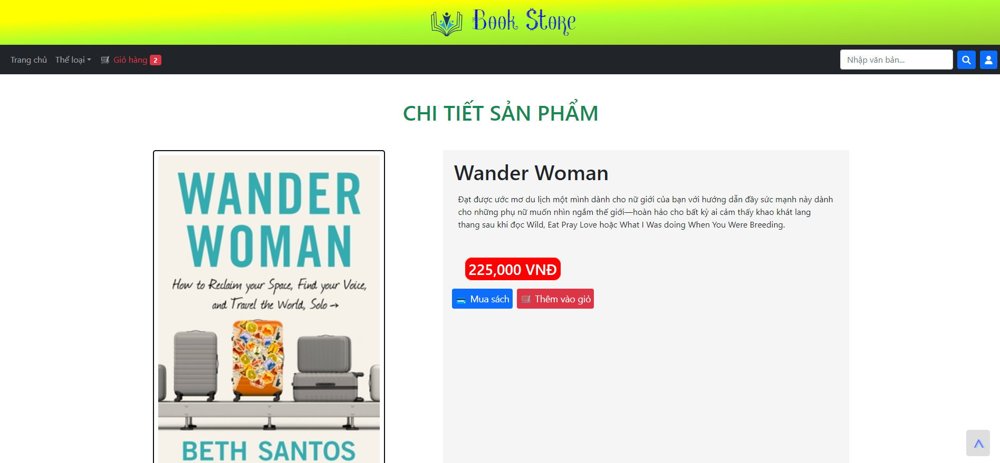 Book Store
Trang chủ Thể loại Giỏ hàng 2 Nhập văn bản...
CHI TIẾT SẢN PHẨM
WANDER
WOMAN
How to Reclaim your Space, Find your Voice,
and Travel the World, Solo→
BETH SANTOS
Wander Woman
Đạt được ước mơ du lịch một mình dành cho nữ giới của bạn với hướng dẫn đầy sức mạnh này dành
cho những phụ nữ muốn nhìn ngắm thế giới—hoàn hảo cho bất kỳ ai cảm thấy khao khát lang
thang sau khi đọc Wild, Eat Pray Love hoặc What I Was doing When You Were Breeding.
225,000 VNĐ
Mua sách Thêm vào giỏ